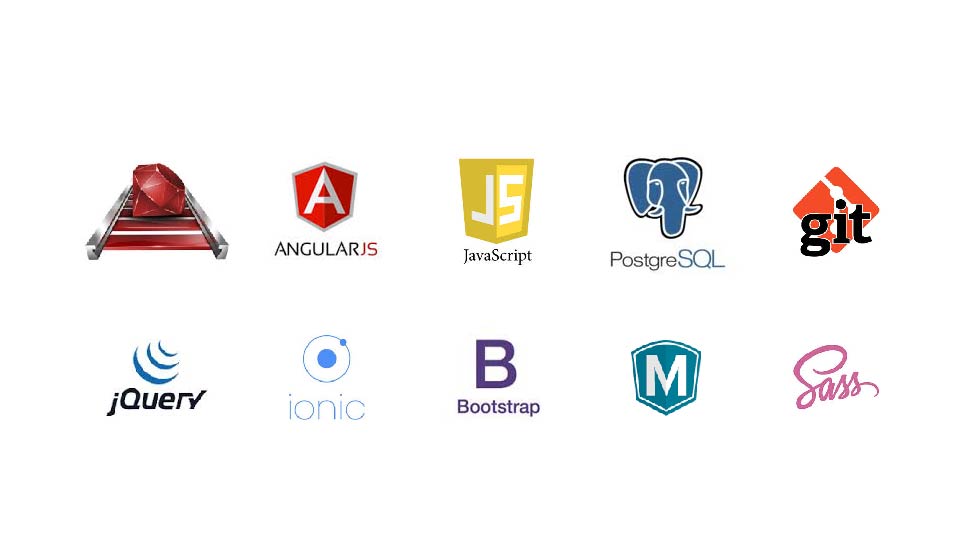 A
ANGULARJS
JS
JavaScript
PostgreSQL
git
jQuery
ionic
B
Bootstrap
M
Sass